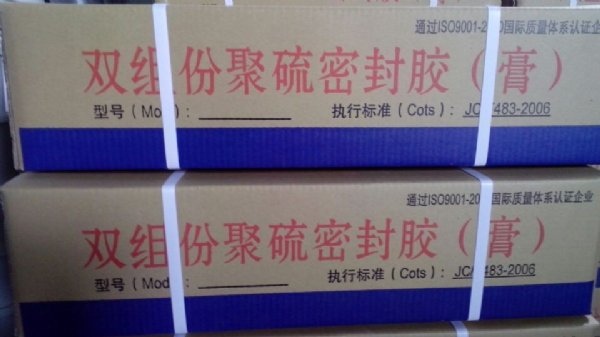 通过ISO9001-2 0国际质量体系认证企
双组份聚硫密封胶（膏）
型号（Mod ）: 执行标准（Cots）: JC 483-2006
通过ISO9001-20 国际质量体系认证企业
双组份聚硫密封胶（膏）
型号（Mod ）: 执行标准（Cots）: JC 483-2006